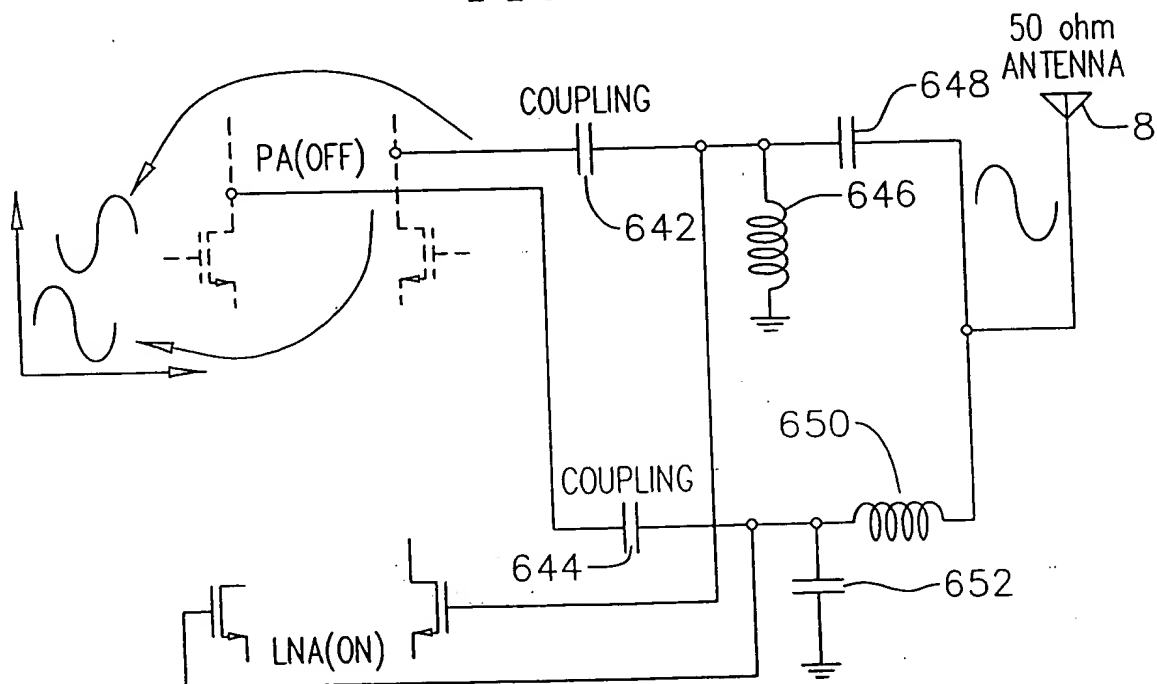 50 ohm
ANTENNA
8
648
COUPLING
PA(OFF)
642
646
650
COUPLING
644
652
LNA(ON)